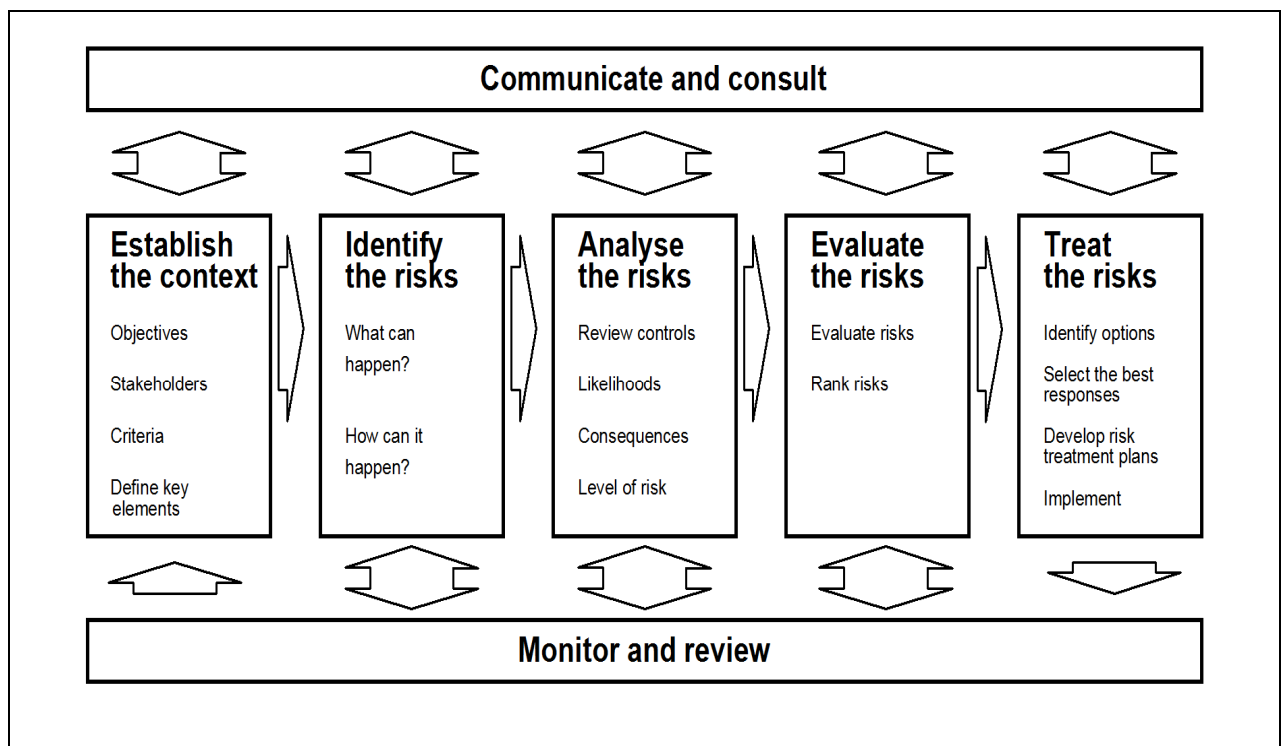 Communicate and consult
Establish
the context
Objectives
Stakeholders
Criteria
Define key
elements
Identify
the risks
What can
happen?
How can it
happen?
Analyse
the risks
Review controls
Likelihoods
Consequences
Level of risk
Evaluate
the risks
Evaluate risks
Rank risks
Treat
the risks
Identify options
Select the best
responses
Develop risk
treatment plans
Implement
Monitor and review